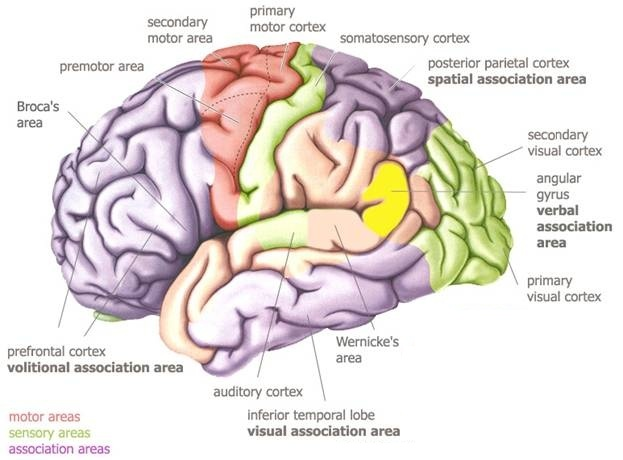 primary
motor cortex
secondary
motor area
somatosensory cortex
premotor area
posterior parietal cortex
spatial association area
Broca's
area
secondary
visual cortex
angular
gyrus
verbal
association
area
primary
visual cortex
Wernicke's
area
prefrontal cortex
volitional association area
auditory cortex
inferior temporal lobe
visual association area
motor areas
sensory areas
association areas